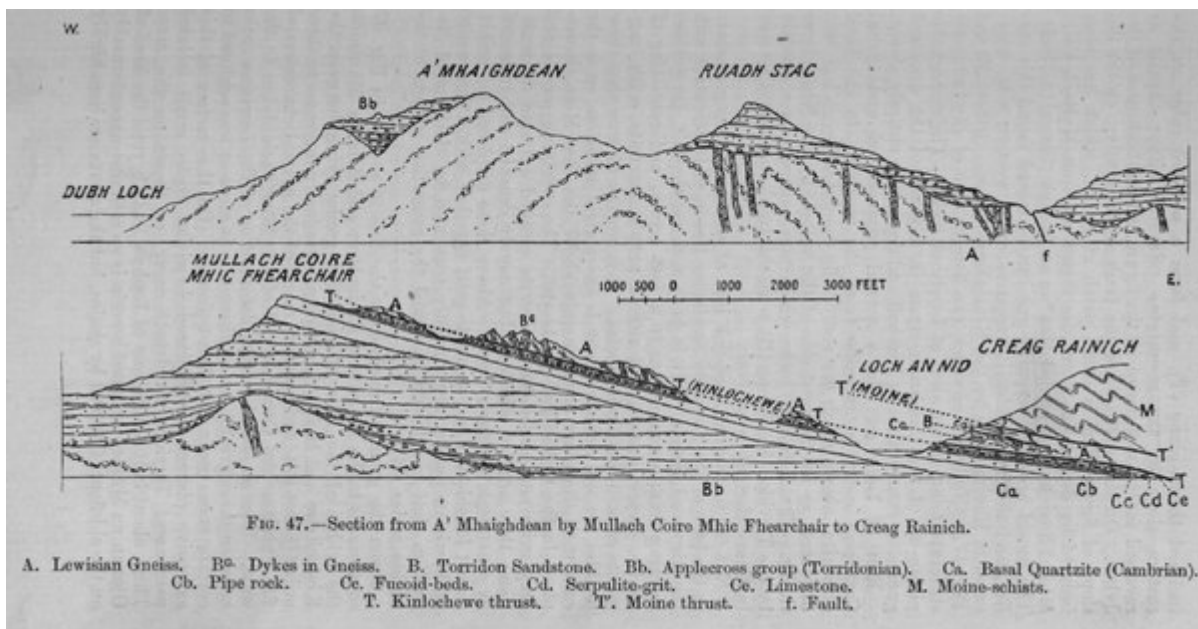 W.
A'MHAIGHDEAN
RUADH STAC
Bb
DUBH LOCH
A f
MULLACH COIRE
MHIC FHEARCHAIR
E.
1000 500 0 1000 2000 3000 FEET
T A
Bᵃ A
CREAG RAINICH
LOCH AN NID
T (KINLOCHEWE)
T' (MOINE)
A T
Ca B M
A T'
T
Bb Ca Cb Cc Cd Ce
FIG. 47.—Section from A' Mhaighdean by Mullach Coire Mhic Fhearchair to Creag Rainich.
A. Lewisian Gneiss. Bᵃ. Dykes in Gneiss. B. Torridon Sandstone. Bb. Applecross group (Torridonian). Ca. Basal Quartzite (Cambrian).
Cb. Pipe rock. Cc. Fucoid-beds. Cd. Serpulite-grit. Ce. Limestone. M. Moine-schists.
T. Kinlochewe thrust. T'. Moine thrust. f. Fault.